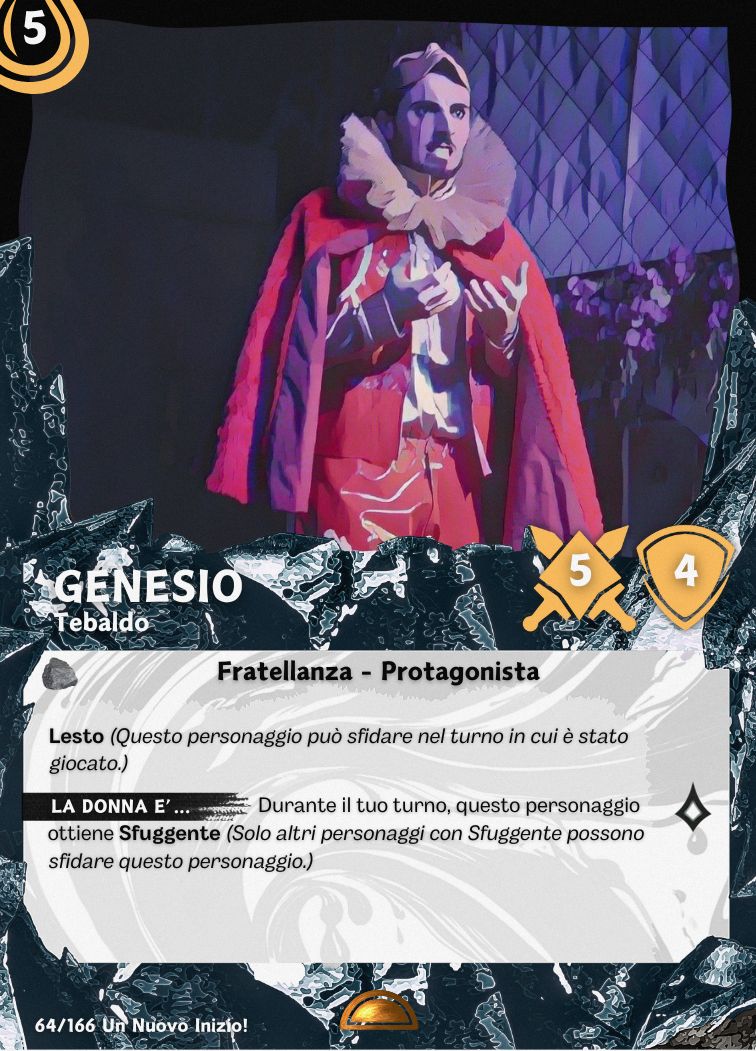 5
GENESIO
Tebaldo
5
4
Fratellanza - Protagonista
Lesto (Questo personaggio può sfidare nel turno in cui è stato
giocato.)
LA DONNA E’... Durante il tuo turno, questo personaggio
ottiene Sfuggente (Solo altri personaggi con Sfuggente possono
sfidare questo personaggio.)
64/166 Un Nuovo Inizio!